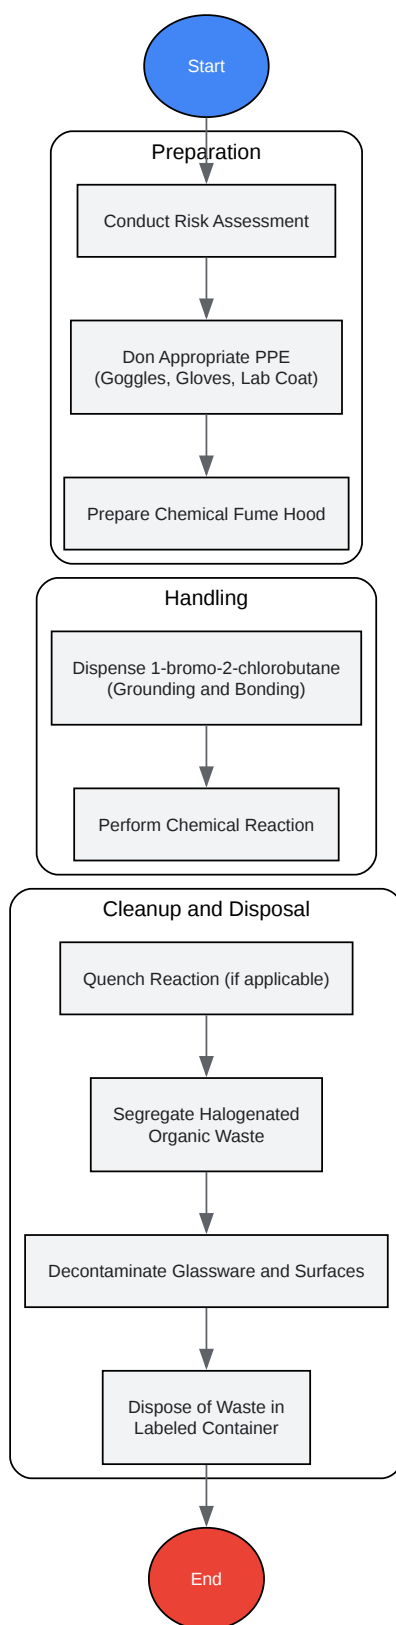 Start
Preparation
Conduct Risk Assessment
Don Appropriate PPE
(Goggles, Gloves, Lab Coat)
Prepare Chemical Fume Hood
Handling
Dispense 1-bromo-2-chlorobutane
(Grounding and Bonding)
Perform Chemical Reaction
Cleanup and Disposal
Quench Reaction (if applicable)
Segregate Halogenated
Organic Waste
Decontaminate Glassware and Surfaces
Dispose of Waste in
Labeled Container
End